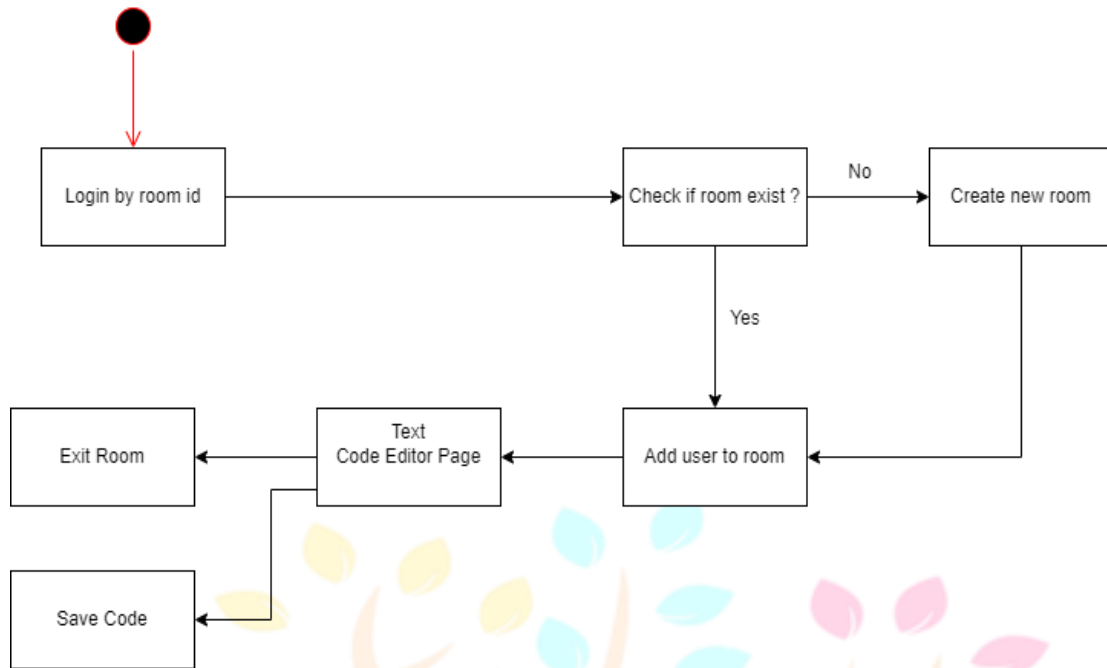 Login by room id
Check if room exist ?
No
Create new room
Yes
Exit Room
Text
Code Editor Page
Add user to room
Save Code